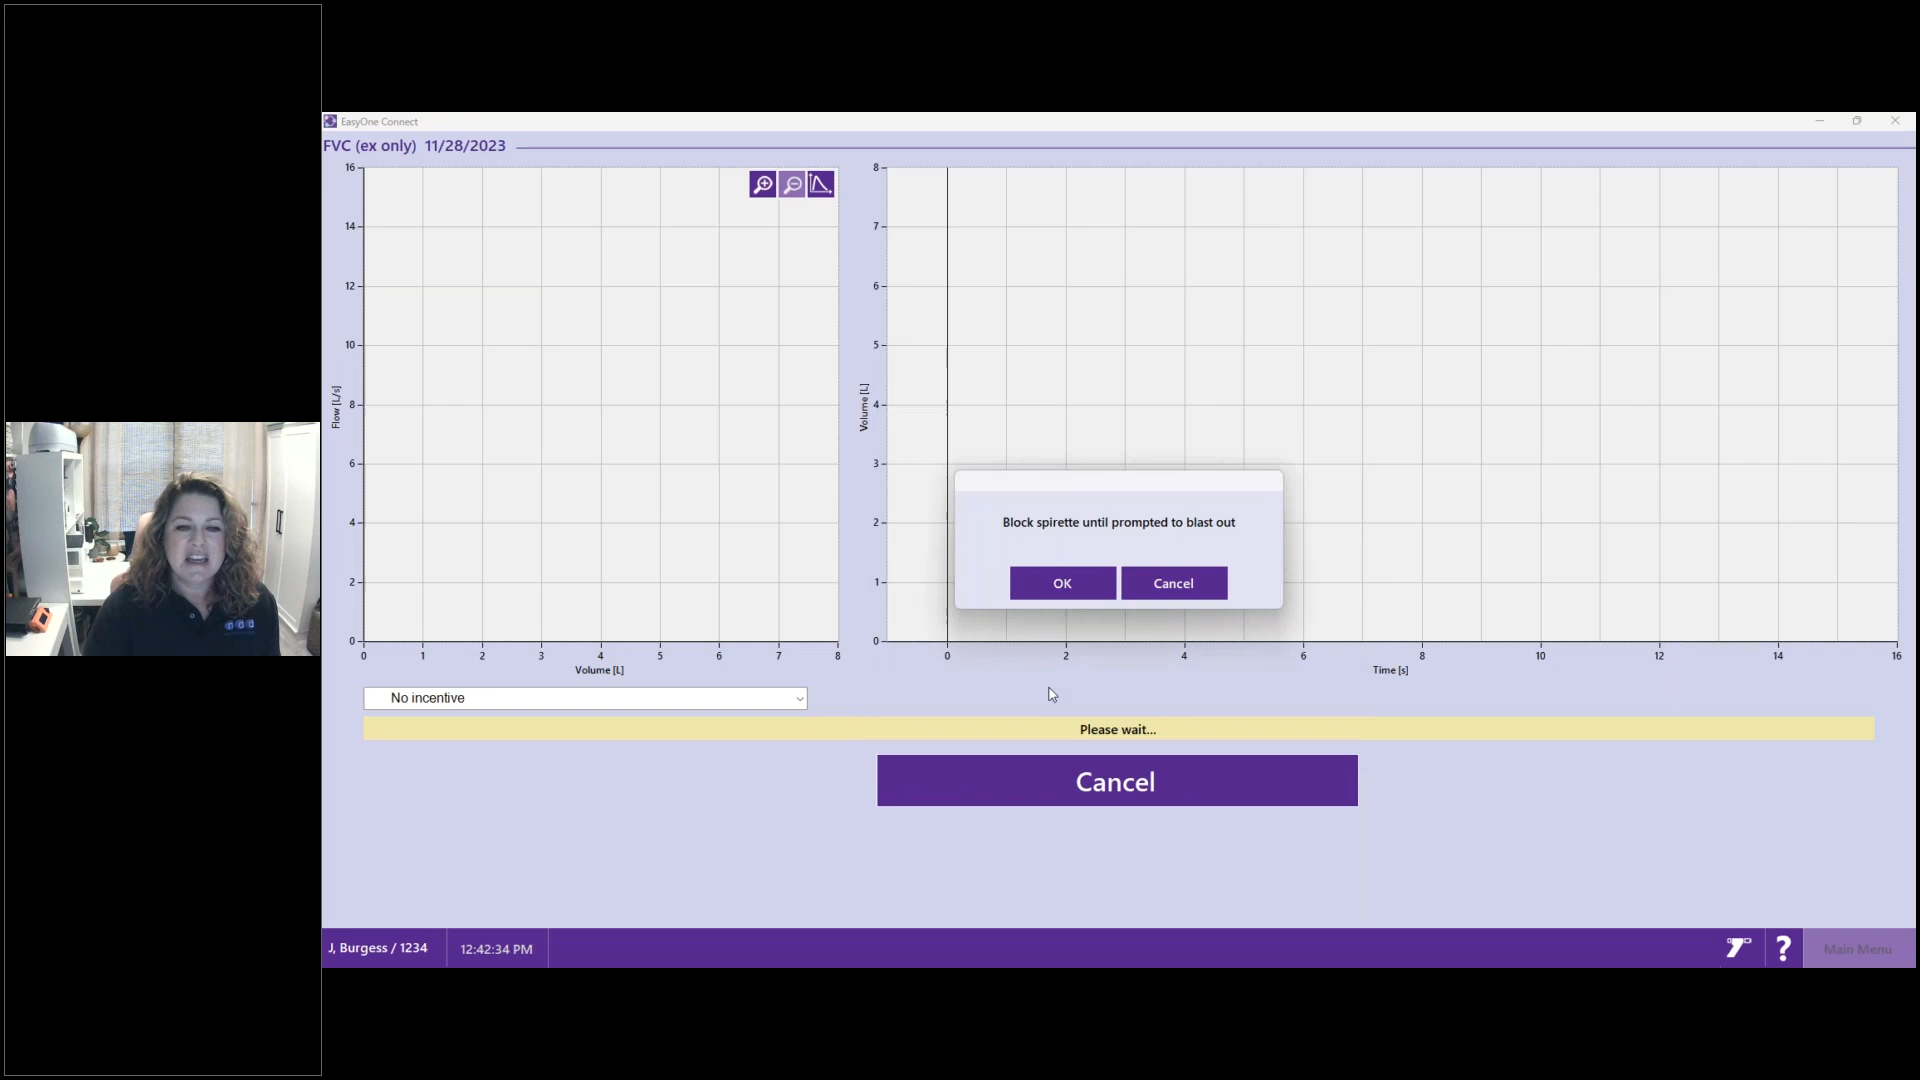 EasyOne Connect
FVC (ex only) 11/28/2023
16
14
12
10
8
6
4
2
0
Flow [L/s]
0 1 2 3 4 5 6 7 8
Volume [L]
8
7
6
5
4
3
2
1
0
Volume [L]
0 2 4 6 8 10 12 14 16
Time [s]
Block spirette until prompted to blast out
OK Cancel
No incentive
Please wait...
Cancel
J, Burgess / 1234 12:42:34 PM ? Main Menu
ndd